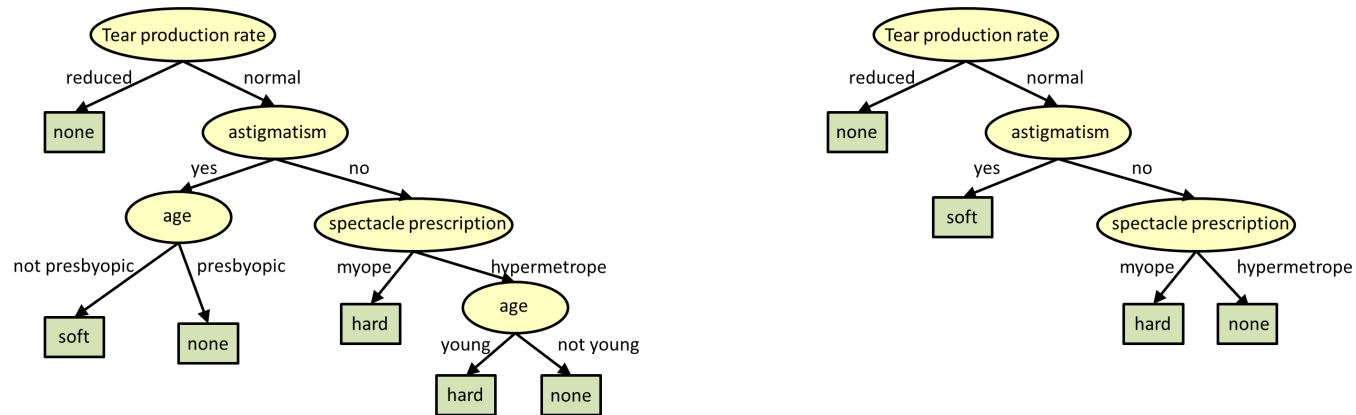 Tear production rate
reduced
normal
none
astigmatism
yes
no
age
spectacle prescription
not presbyopic
presbyopic
myope
hypermetrope
soft
none
hard
age
young
not young
hard
none
Tear production rate
reduced
normal
none
astigmatism
yes
no
soft
spectacle prescription
myope
hypermetrope
hard
none